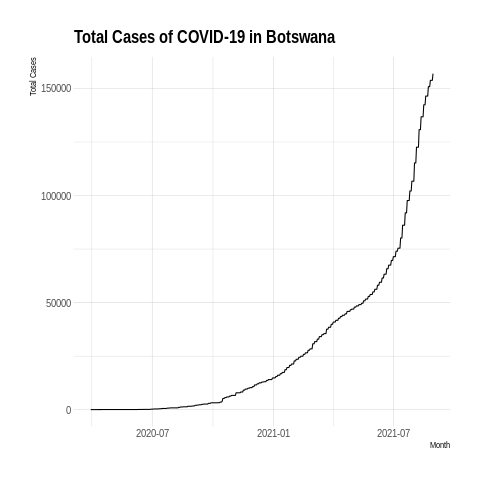 Total Cases of COVID-19 in Botswana
Total Cases
150000
100000
50000
0
2020-07
2021-01
2021-07
Month